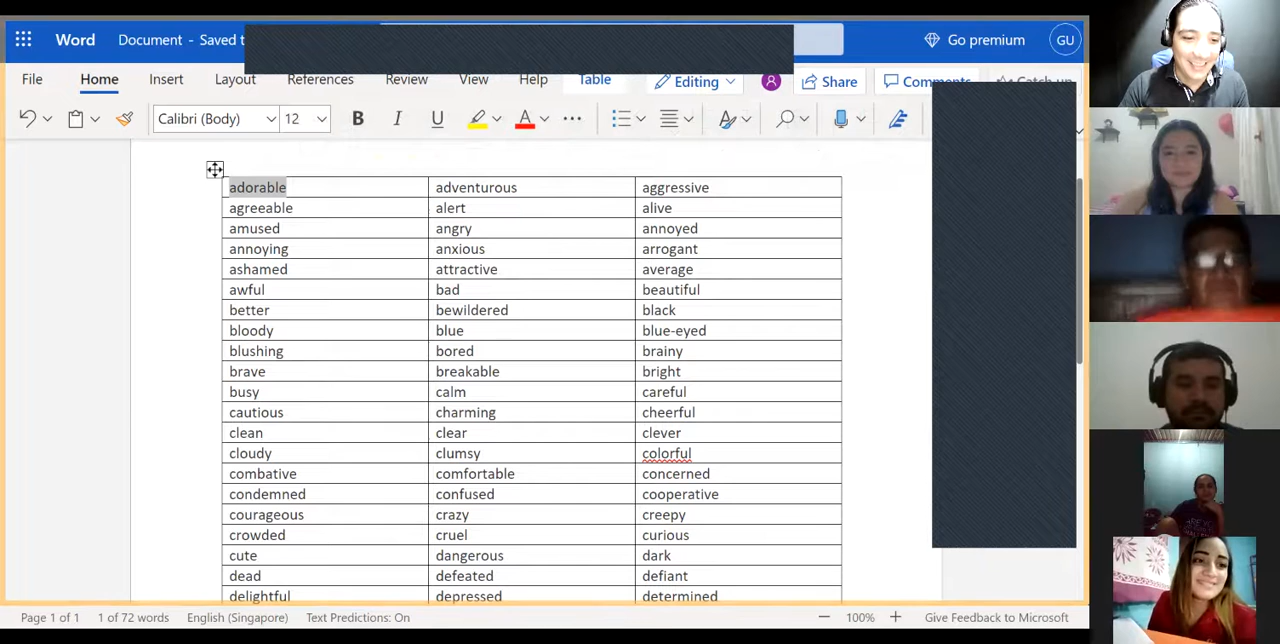 Word Document - Saved t Go premium GU
File Home Insert Layout References Review View Help Table Editing Share Comments Catch up
Calibri (Body) 12 B I U A
adorable adventurous aggressive
agreeable alert alive
amused angry annoyed
annoying anxious arrogant
ashamed attractive average
awful bad beautiful
better bewildered black
bloody blue blue-eyed
blushing bored brainy
brave breakable bright
busy calm careful
cautious charming cheerful
clean clear clever
cloudy clumsy colorful
combative comfortable concerned
condemned confused cooperative
courageous crazy creepy
crowded cruel curious
cute dangerous dark
dead defeated defiant
delightful depressed determined
Page 1 of 1 1 of 72 words English (Singapore) Text Predictions: On 100% Give Feedback to Microsoft